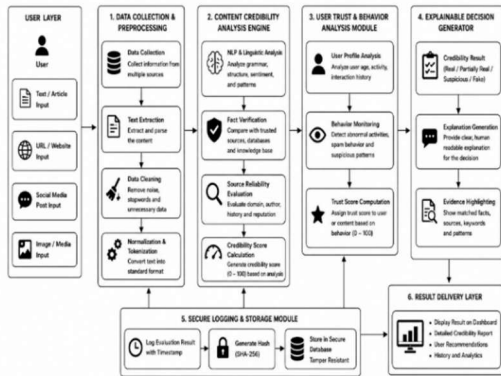 USER LAYER
User
Text / Article
Input
URL / Website
Input
Social Media
Post Input
Image / Media
Input
1. DATA COLLECTION &
PREPROCESSING
Data Collection
Collect information from
multiple sources
Text Extraction
Extract and parse
the content
Data Cleaning
Remove noise,
stopwords and
unnecessary data
Normalization &
Tokenization
Convert text into
standard format
2. CONTENT CREDIBILITY
ANALYSIS ENGINE
NLP & Linguistic Analysis
Analyze grammar,
structure, sentiment,
and patterns
Fact Verification
Compare with trusted
sources, databases
and knowledge base
Source Reliability
Evaluation
Evaluate domain, author,
history and reputation
Credibility Score
Calculation
Generate credibility score
(0 – 100) based on analysis
3. USER TRUST & BEHAVIOR
ANALYSIS MODULE
User Profile Analysis
Analyze user age, activity,
interaction history
Behavior Monitoring
Detect abnormal activities,
spam behavior and
suspicious patterns
Trust Score Computation
Assign trust score to user
or content based on
behavior (0 – 100)
4. EXPLAINABLE DECISION
GENERATOR
Credibility Result
(Real / Partially Real /
Suspicious / Fake)
Explanation Generation
Provide clear, human
readable explanation
for the decision
Evidence Highlighting
Show matched facts,
sources, keywords
and patterns
5. SECURE LOGGING & STORAGE MODULE
Log Evaluation Result
with Timestamp
Generate Hash
(SHA-256)
Store in Secure
Database
Tamper Resistant
6. RESULT DELIVERY LAYER
• Display Result on Dashboard
• Detailed Credibility Report
• User Recommendations
• History and Analytics